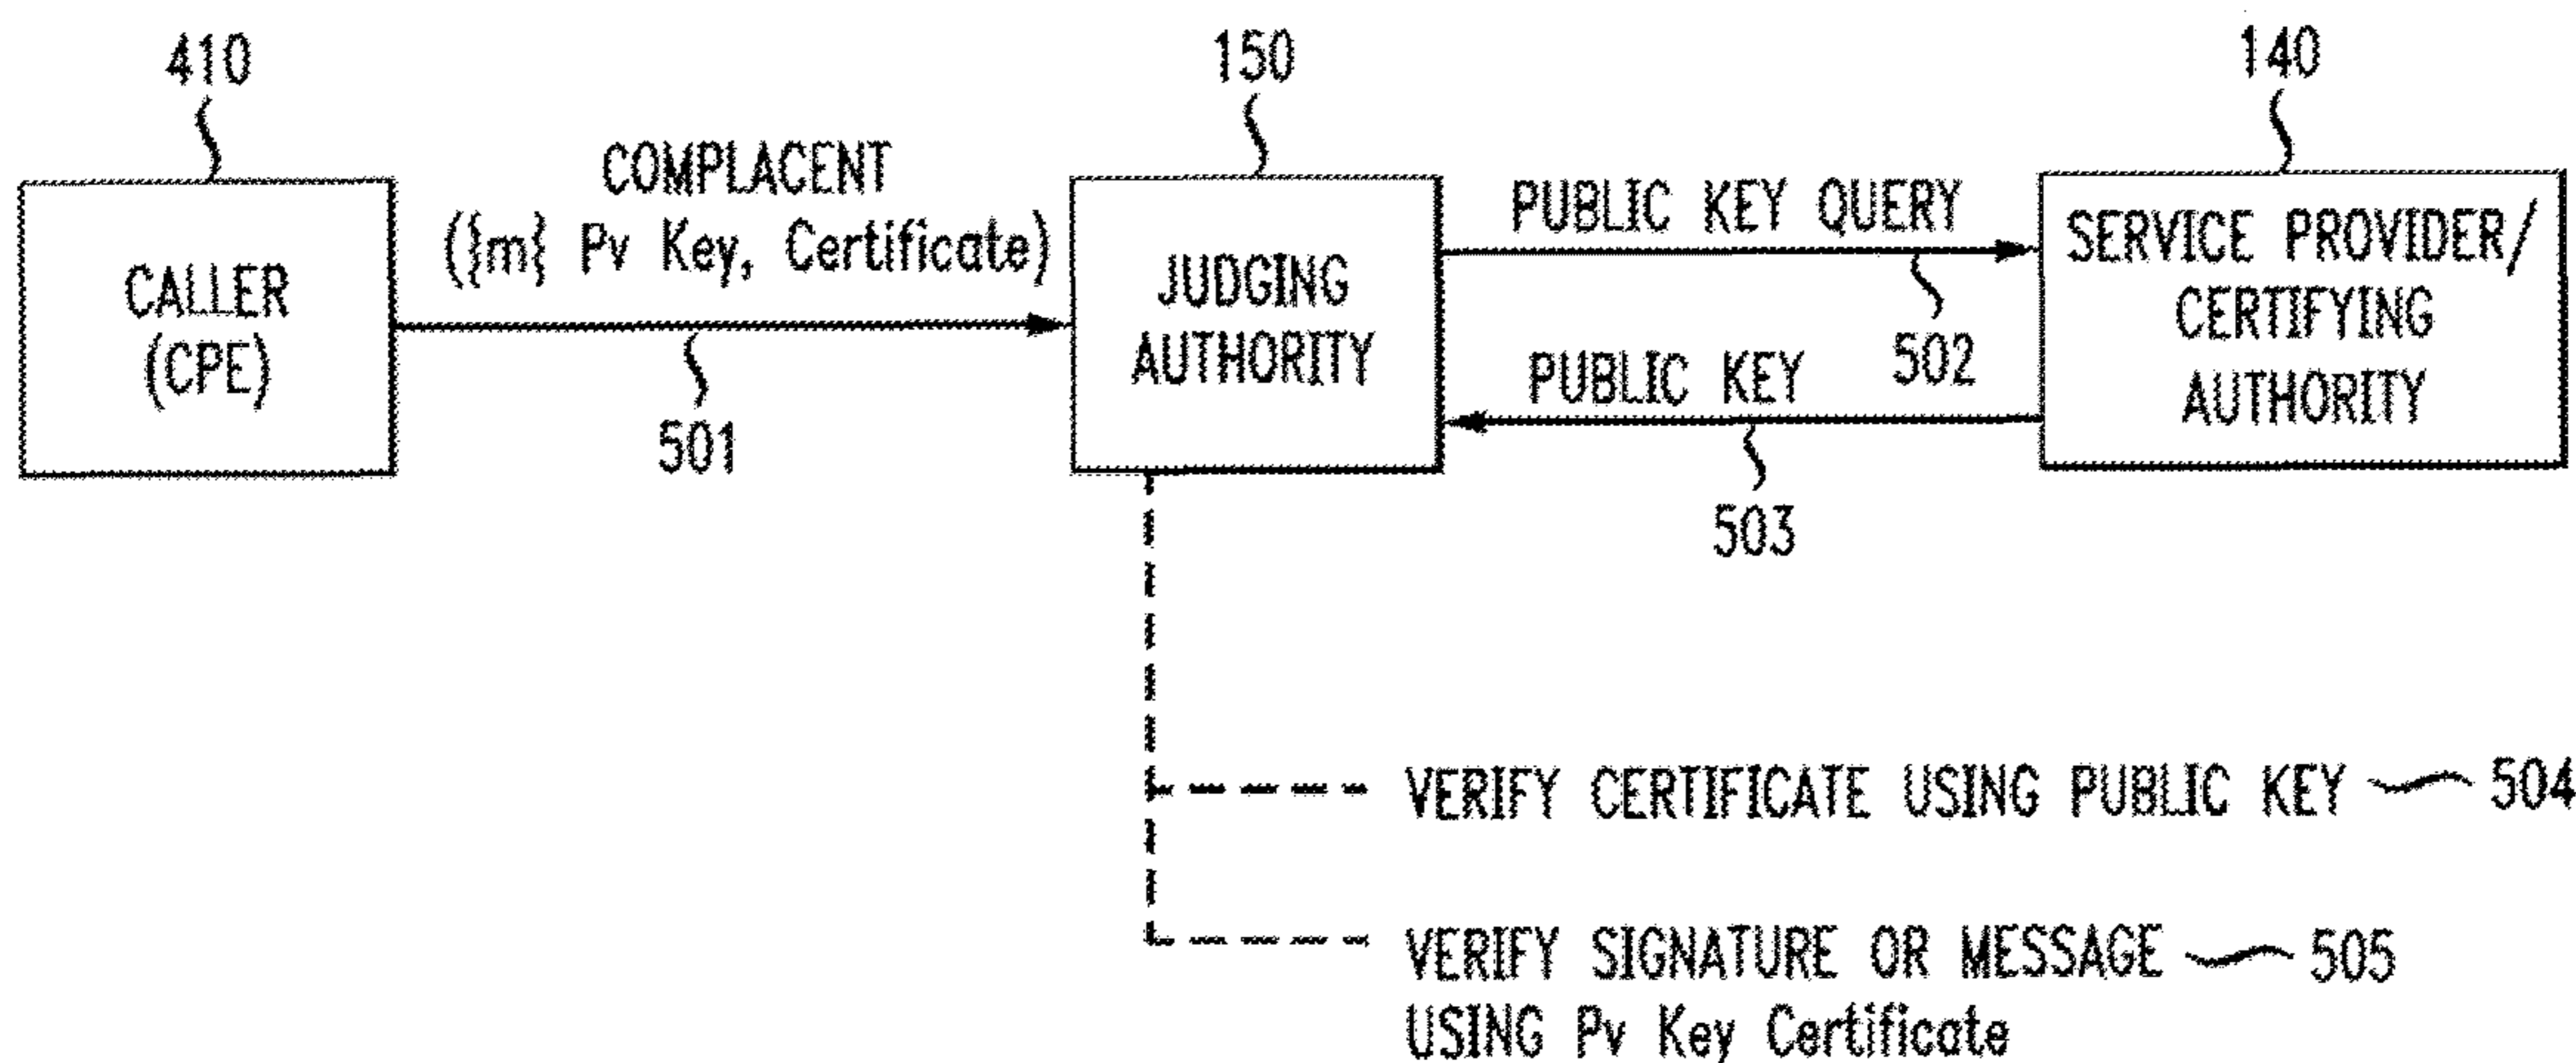 410
150
140
COMPLACENT
({m} Pv Key, Certificate)
CALLER
(CPE)
501
JUDGING
AUTHORITY
PUBLIC KEY QUERY
502
PUBLIC KEY
503
SERVICE PROVIDER/
CERTIFYING
AUTHORITY
VERIFY CERTIFICATE USING PUBLIC KEY 504
VERIFY SIGNATURE OR MESSAGE 505
USING Pv Key Certificate